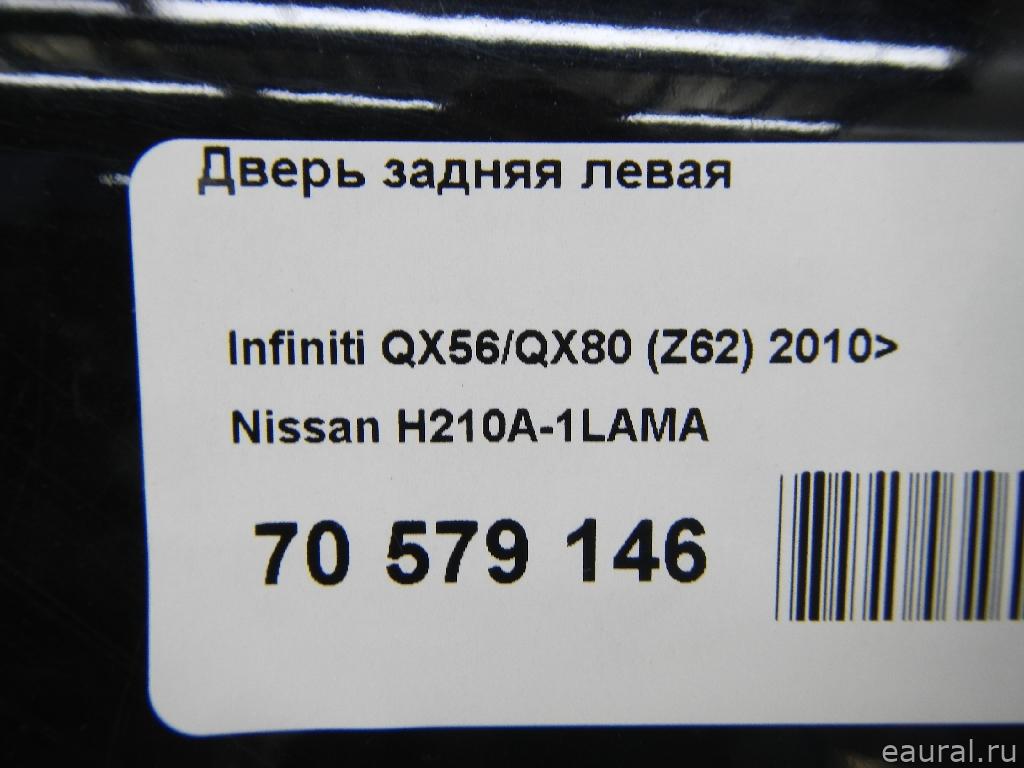 Дверь задняя левая
Infiniti QX56/QX80 (Z62) 2010>
Nissan H210A-1LAMA
70 579 146
eaural.ru